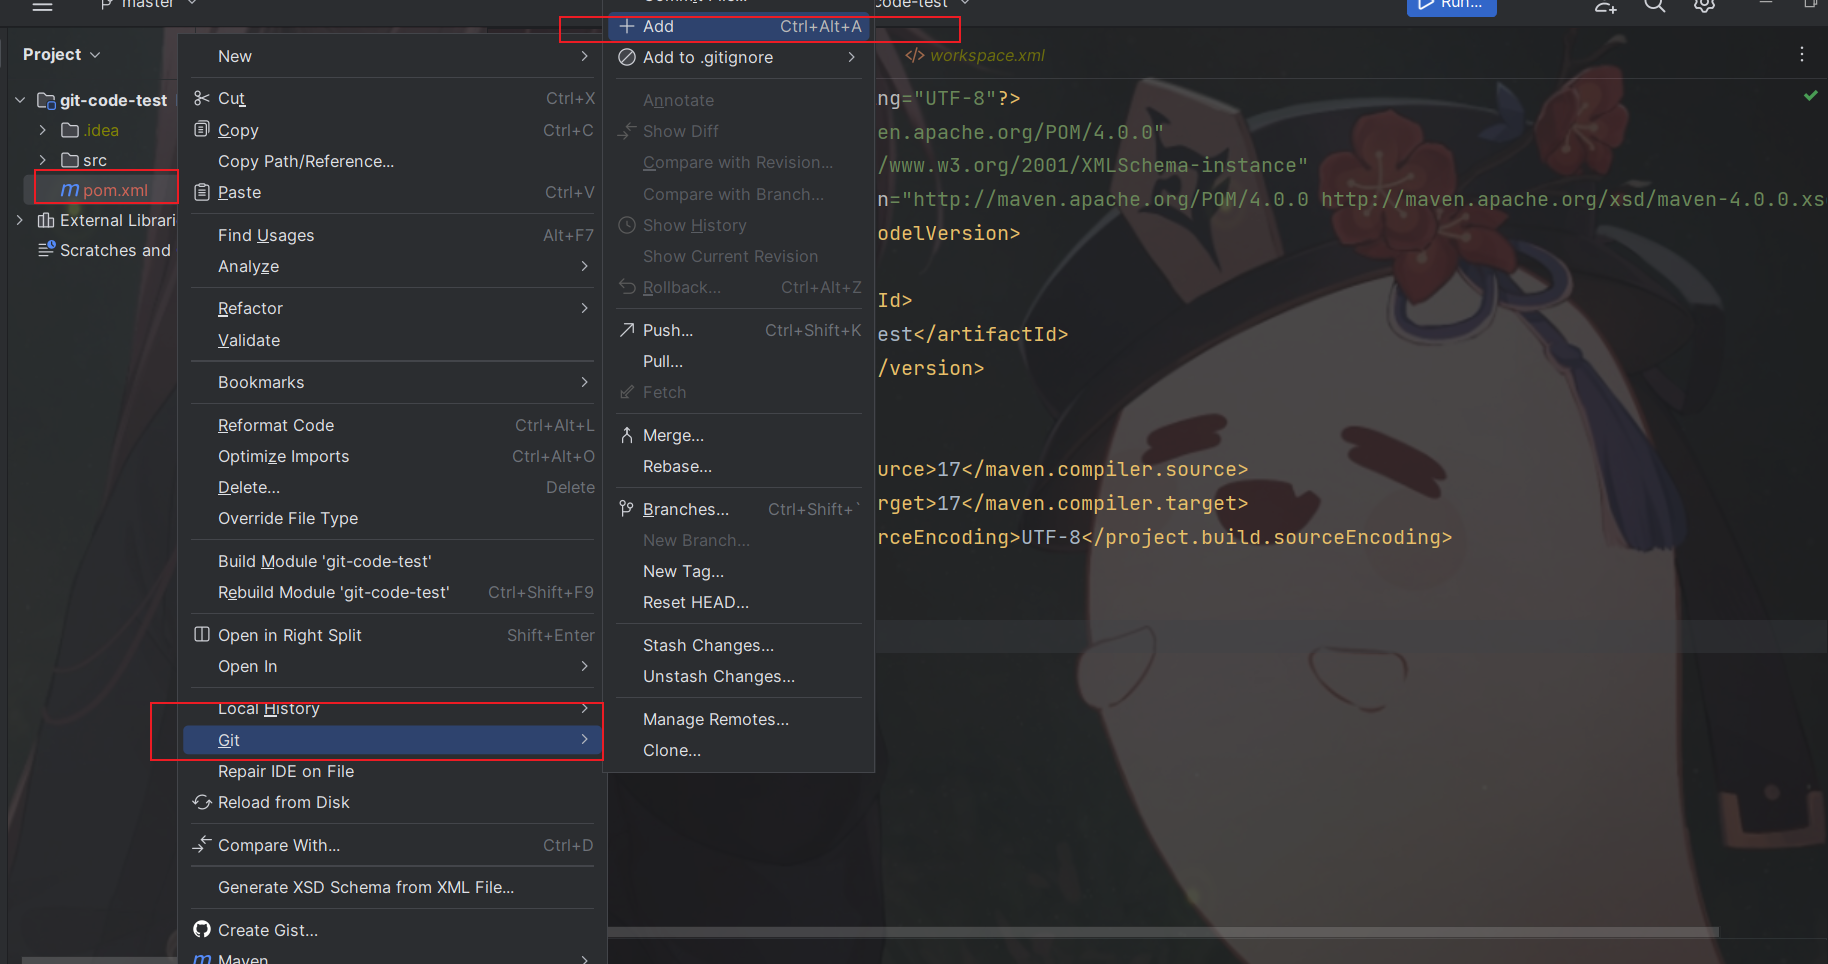 master
Project
git-code-test
.idea
src
pom.xml
External Librari
Scratches and
New
Cut Ctrl+X
Copy Ctrl+C
Copy Path/Reference...
Paste Ctrl+V
Find Usages Alt+F7
Analyze
Refactor
Validate
Bookmarks
Reformat Code Ctrl+Alt+L
Optimize Imports Ctrl+Alt+O
Delete... Delete
Override File Type
Build Module 'git-code-test'
Rebuild Module 'git-code-test' Ctrl+Shift+F9
Open in Right Split Shift+Enter
Open In
Local History
Git
Repair IDE on File
Reload from Disk
Compare With... Ctrl+D
Generate XSD Schema from XML File...
Create Gist...
Maven
Add Ctrl+Alt+A
Add to .gitignore
Annotate
Show Diff
Compare with Revision...
Compare with Branch...
Show History
Show Current Revision
Rollback... Ctrl+Alt+Z
Push... Ctrl+Shift+K
Pull...
Fetch
Merge...
Rebase...
Branches... Ctrl+Shift+`
New Branch...
New Tag...
Reset HEAD...
Stash Changes...
Unstash Changes...
Manage Remotes...
Clone...
code-test
Run...
</> workspace.xml
ng="UTF-8"?>
en.apache.org/POM/4.0.0"
/www.w3.org/2001/XMLSchema-instance"
n="http://maven.apache.org/POM/4.0.0 http://maven.apache.org/xsd/maven-4.0.0.xs
odelVersion>
Id>
est</artifactId>
/version>
urce>17</maven.compiler.source>
rget>17</maven.compiler.target>
rceEncoding>UTF-8</project.build.sourceEncoding>